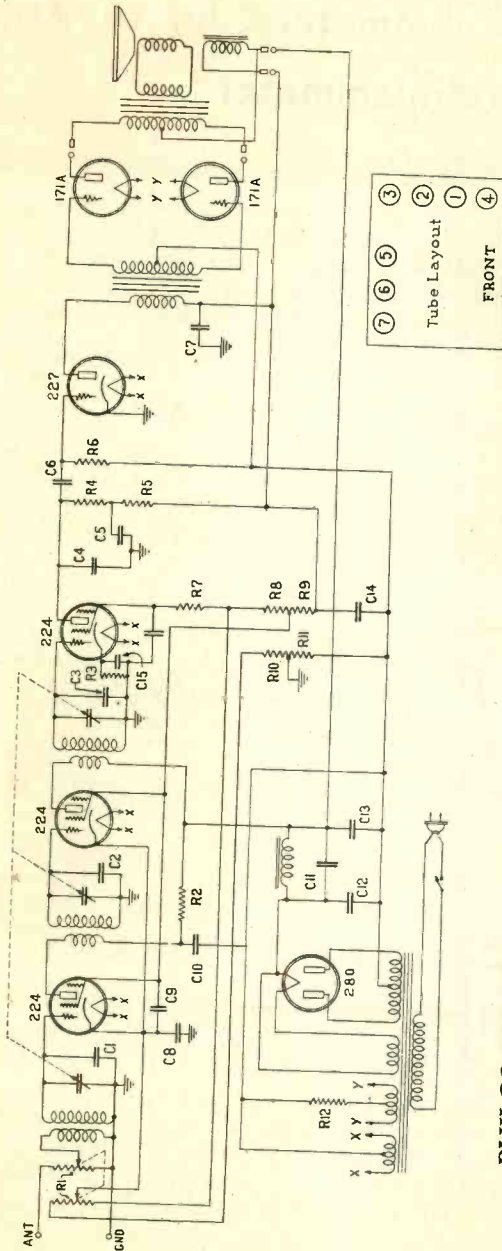 ANT
GND
R1
C1
224
X X
C8
C9
C10
R2
C2
224
X X
C3
R3
C15
224
X X
C4
C5
R4
R5
C6
R6
R7
R8
R9
R10
R11
C14
227
X X
C7
171A
Y Y
Y Y
171A
C11
C12
C13
280
R12
X
X
Y
Y
7 6 5 3
2
Tube Layout
1
4
FRONT